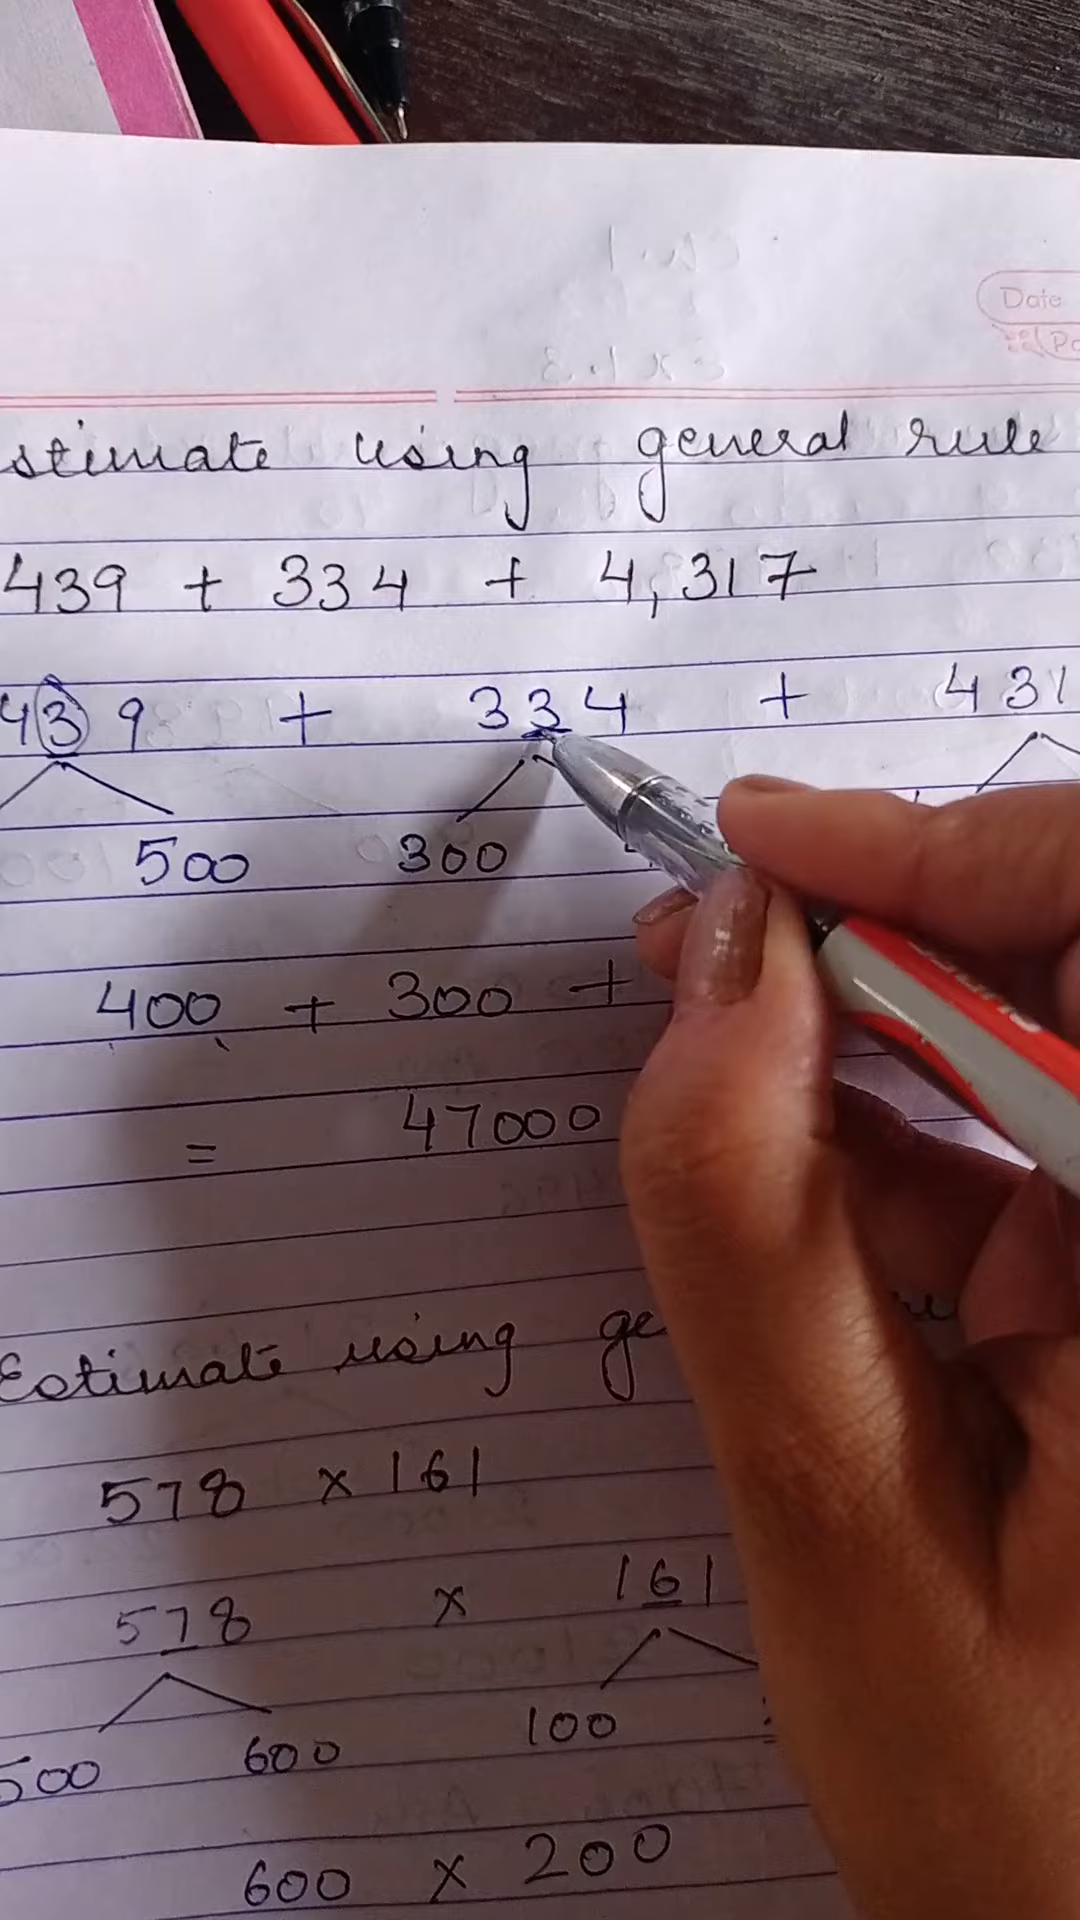 Date
stimate using general rule
439 + 334 + 4,317
439 + 334 + 431
500 300
400 + 300 +
= 47000
Estimate using ge
578 x 161
578 x 161
500 600 100
600 x 200